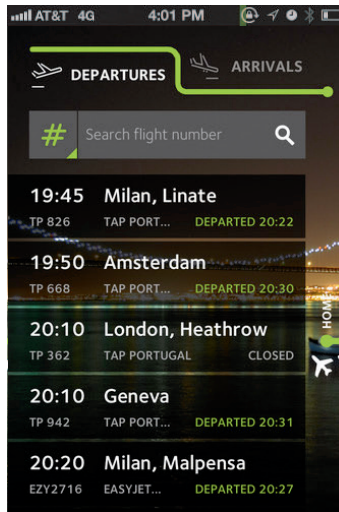 AT&T 4G 4:01 PM
DEPARTURES ARRIVALS
# Search flight number
19:45 Milan, Linate
TP 826 TAP PORT... DEPARTED 20:22
19:50 Amsterdam
TP 668 TAP PORT... DEPARTED 20:30
20:10 London, Heathrow
TP 362 TAP PORTUGAL CLOSED
HOME
20:10 Geneva
TP 942 TAP PORT... DEPARTED 20:31
20:20 Milan, Malpensa
EZY2716 EASYJET... DEPARTED 20:27